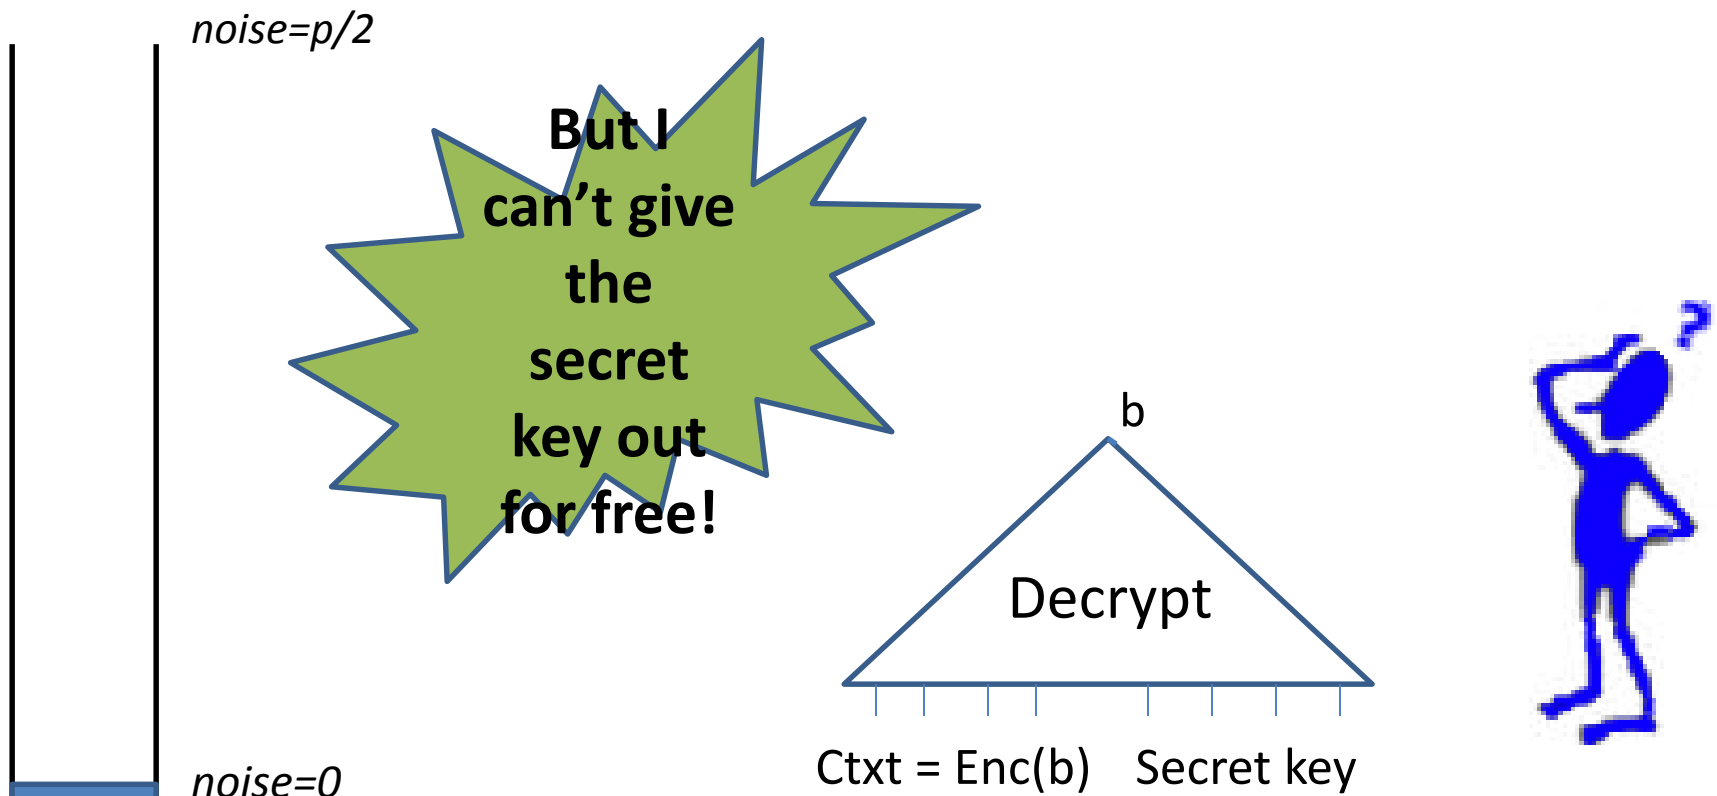 noise=p/2
But I
can’t give
the
secret
key out
for free!
?
b
Decrypt
Ctxt = Enc(b) Secret key
noise=0